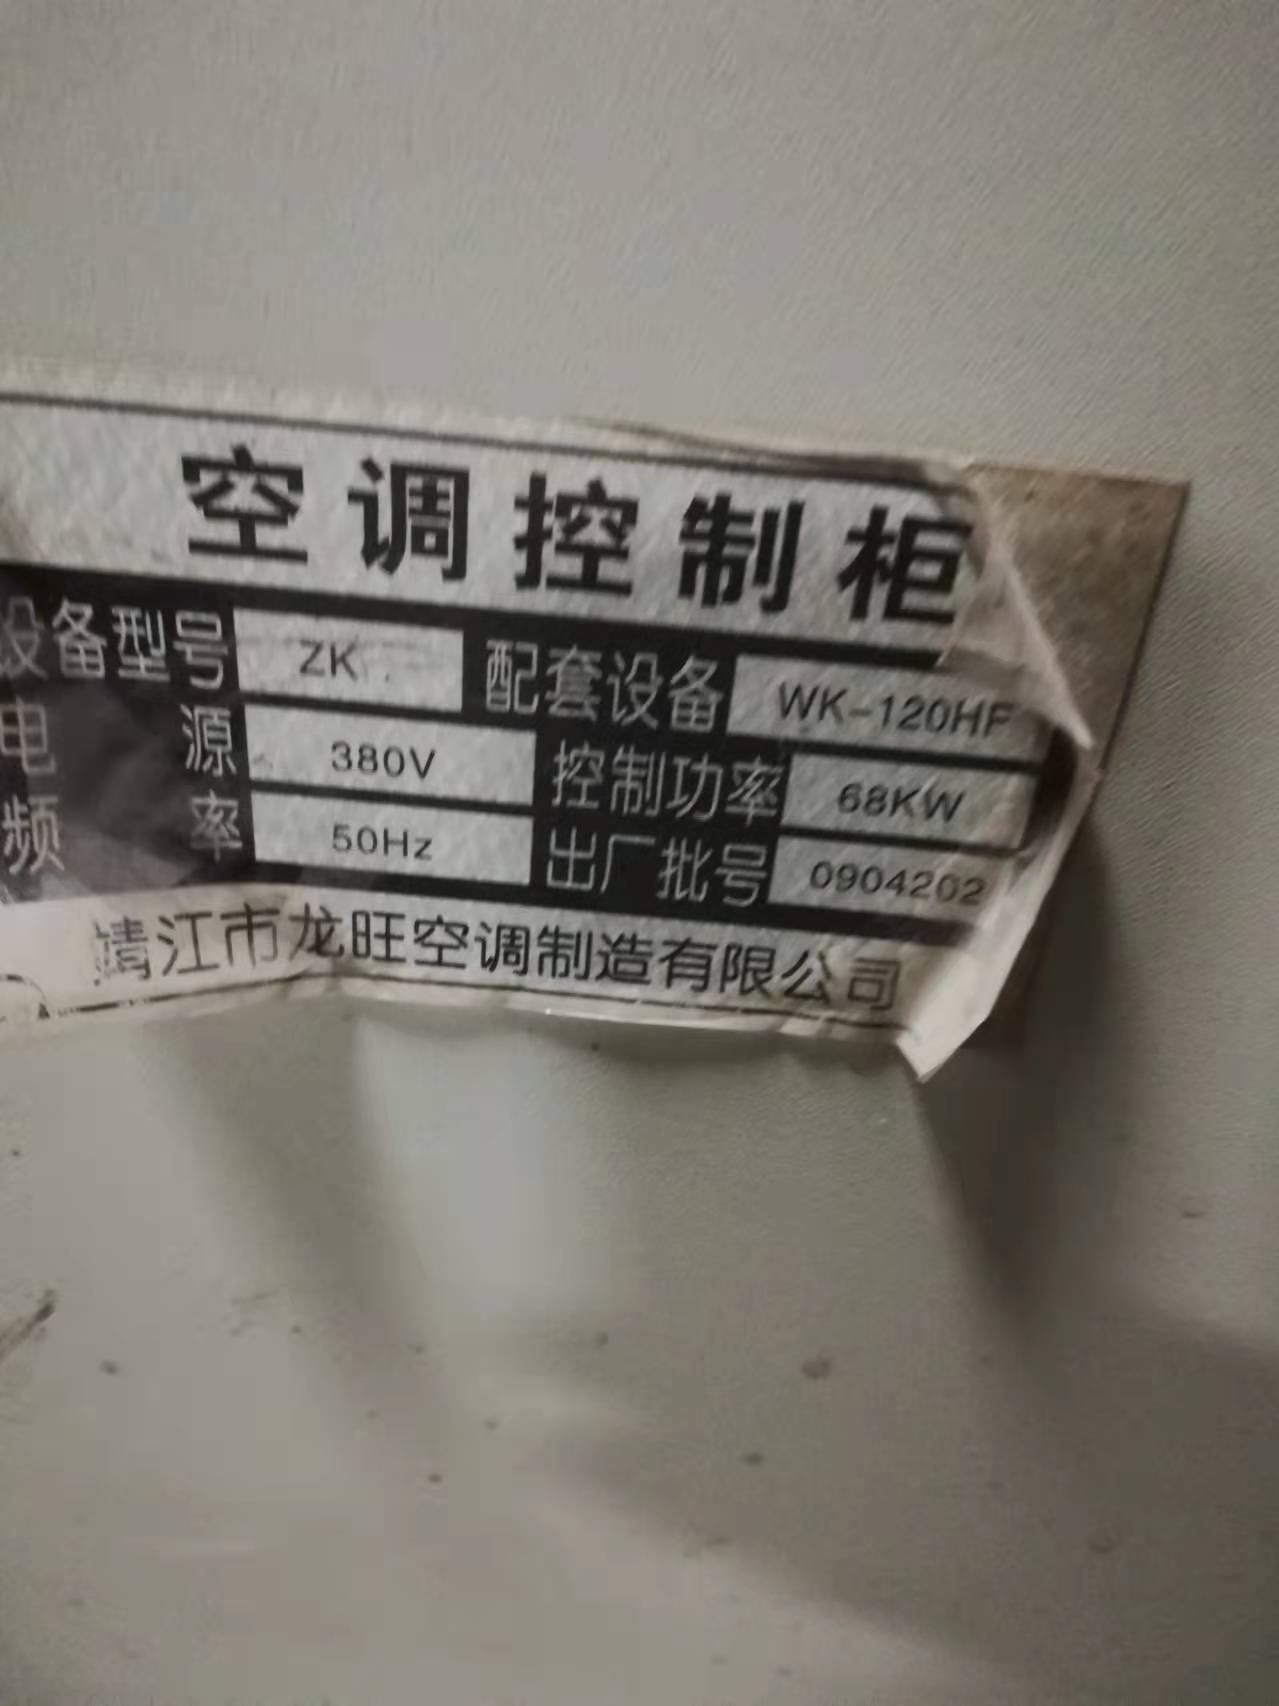 空调控制柜
设备型号 ZK 配套设备 WK-120HF
电源 380V 控制功率 68KW
频率 50Hz 出厂批号 0904202
靖江市龙旺空调制造有限公司